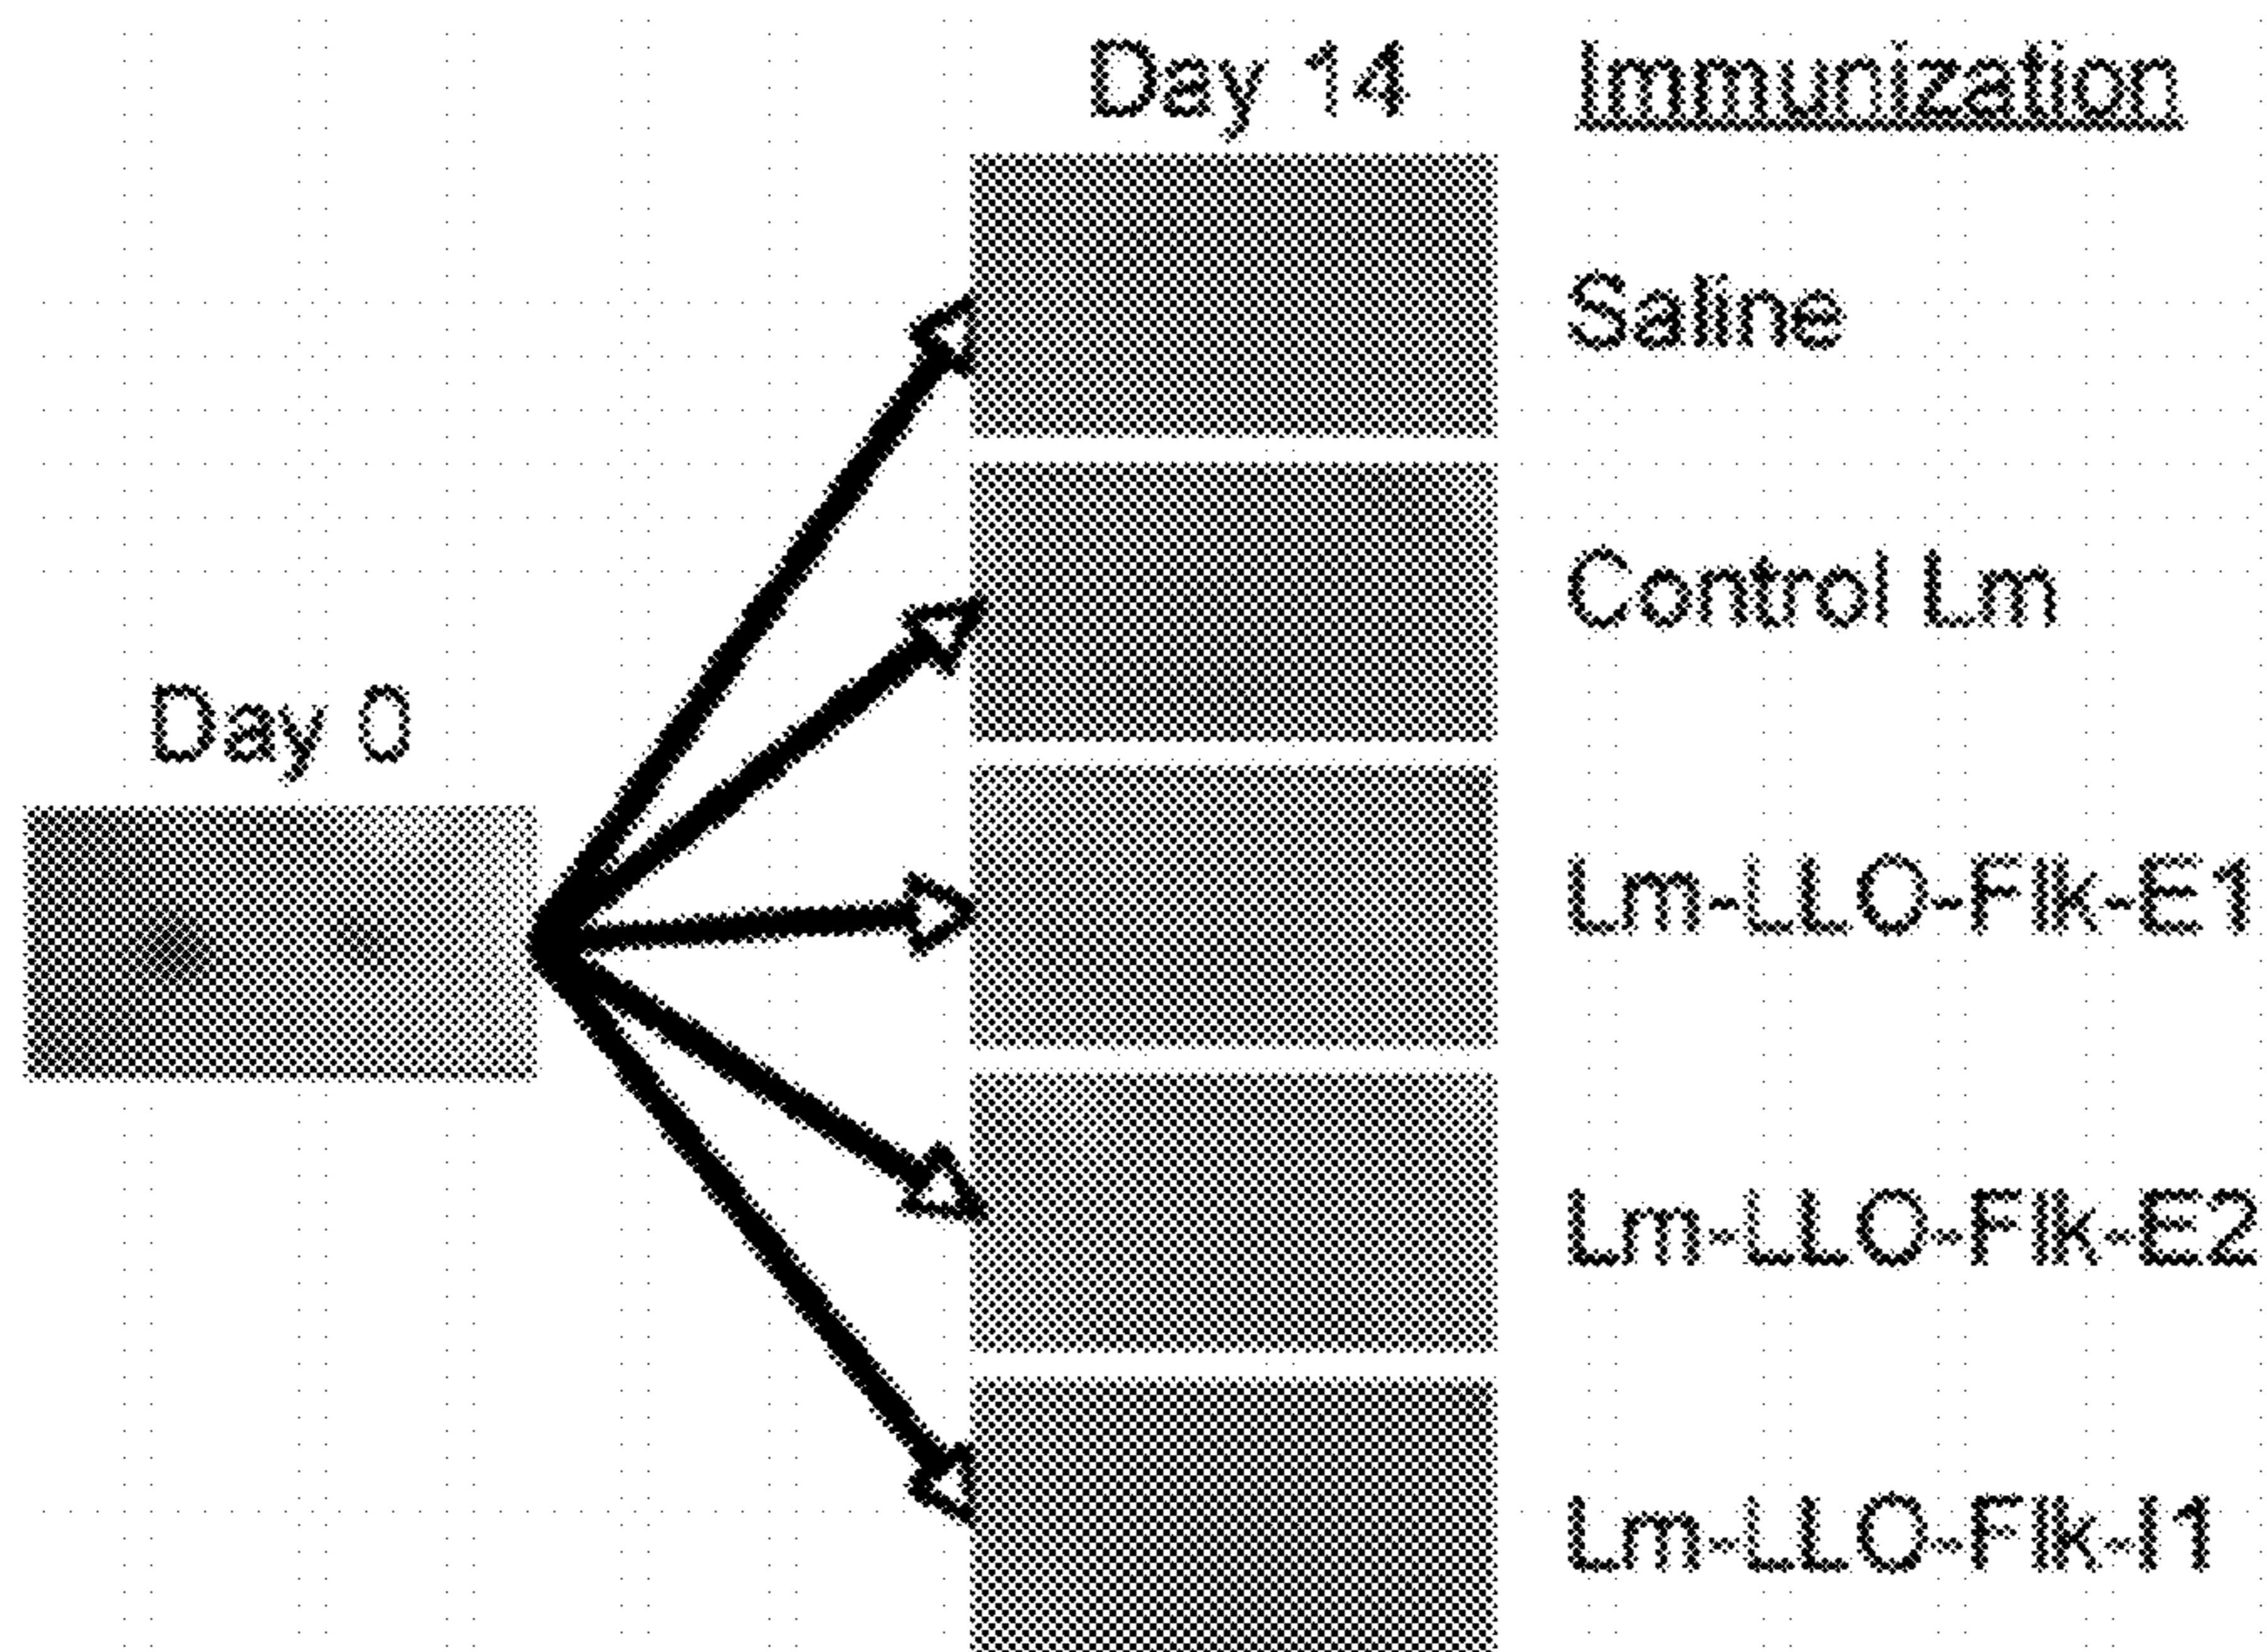 Day 14 Immunization
Saline
Control Lm
Day 0
Lm-LLO-Flk-E1
Lm-LLO-Flk-E2
Lm-LLO-Flk-I1